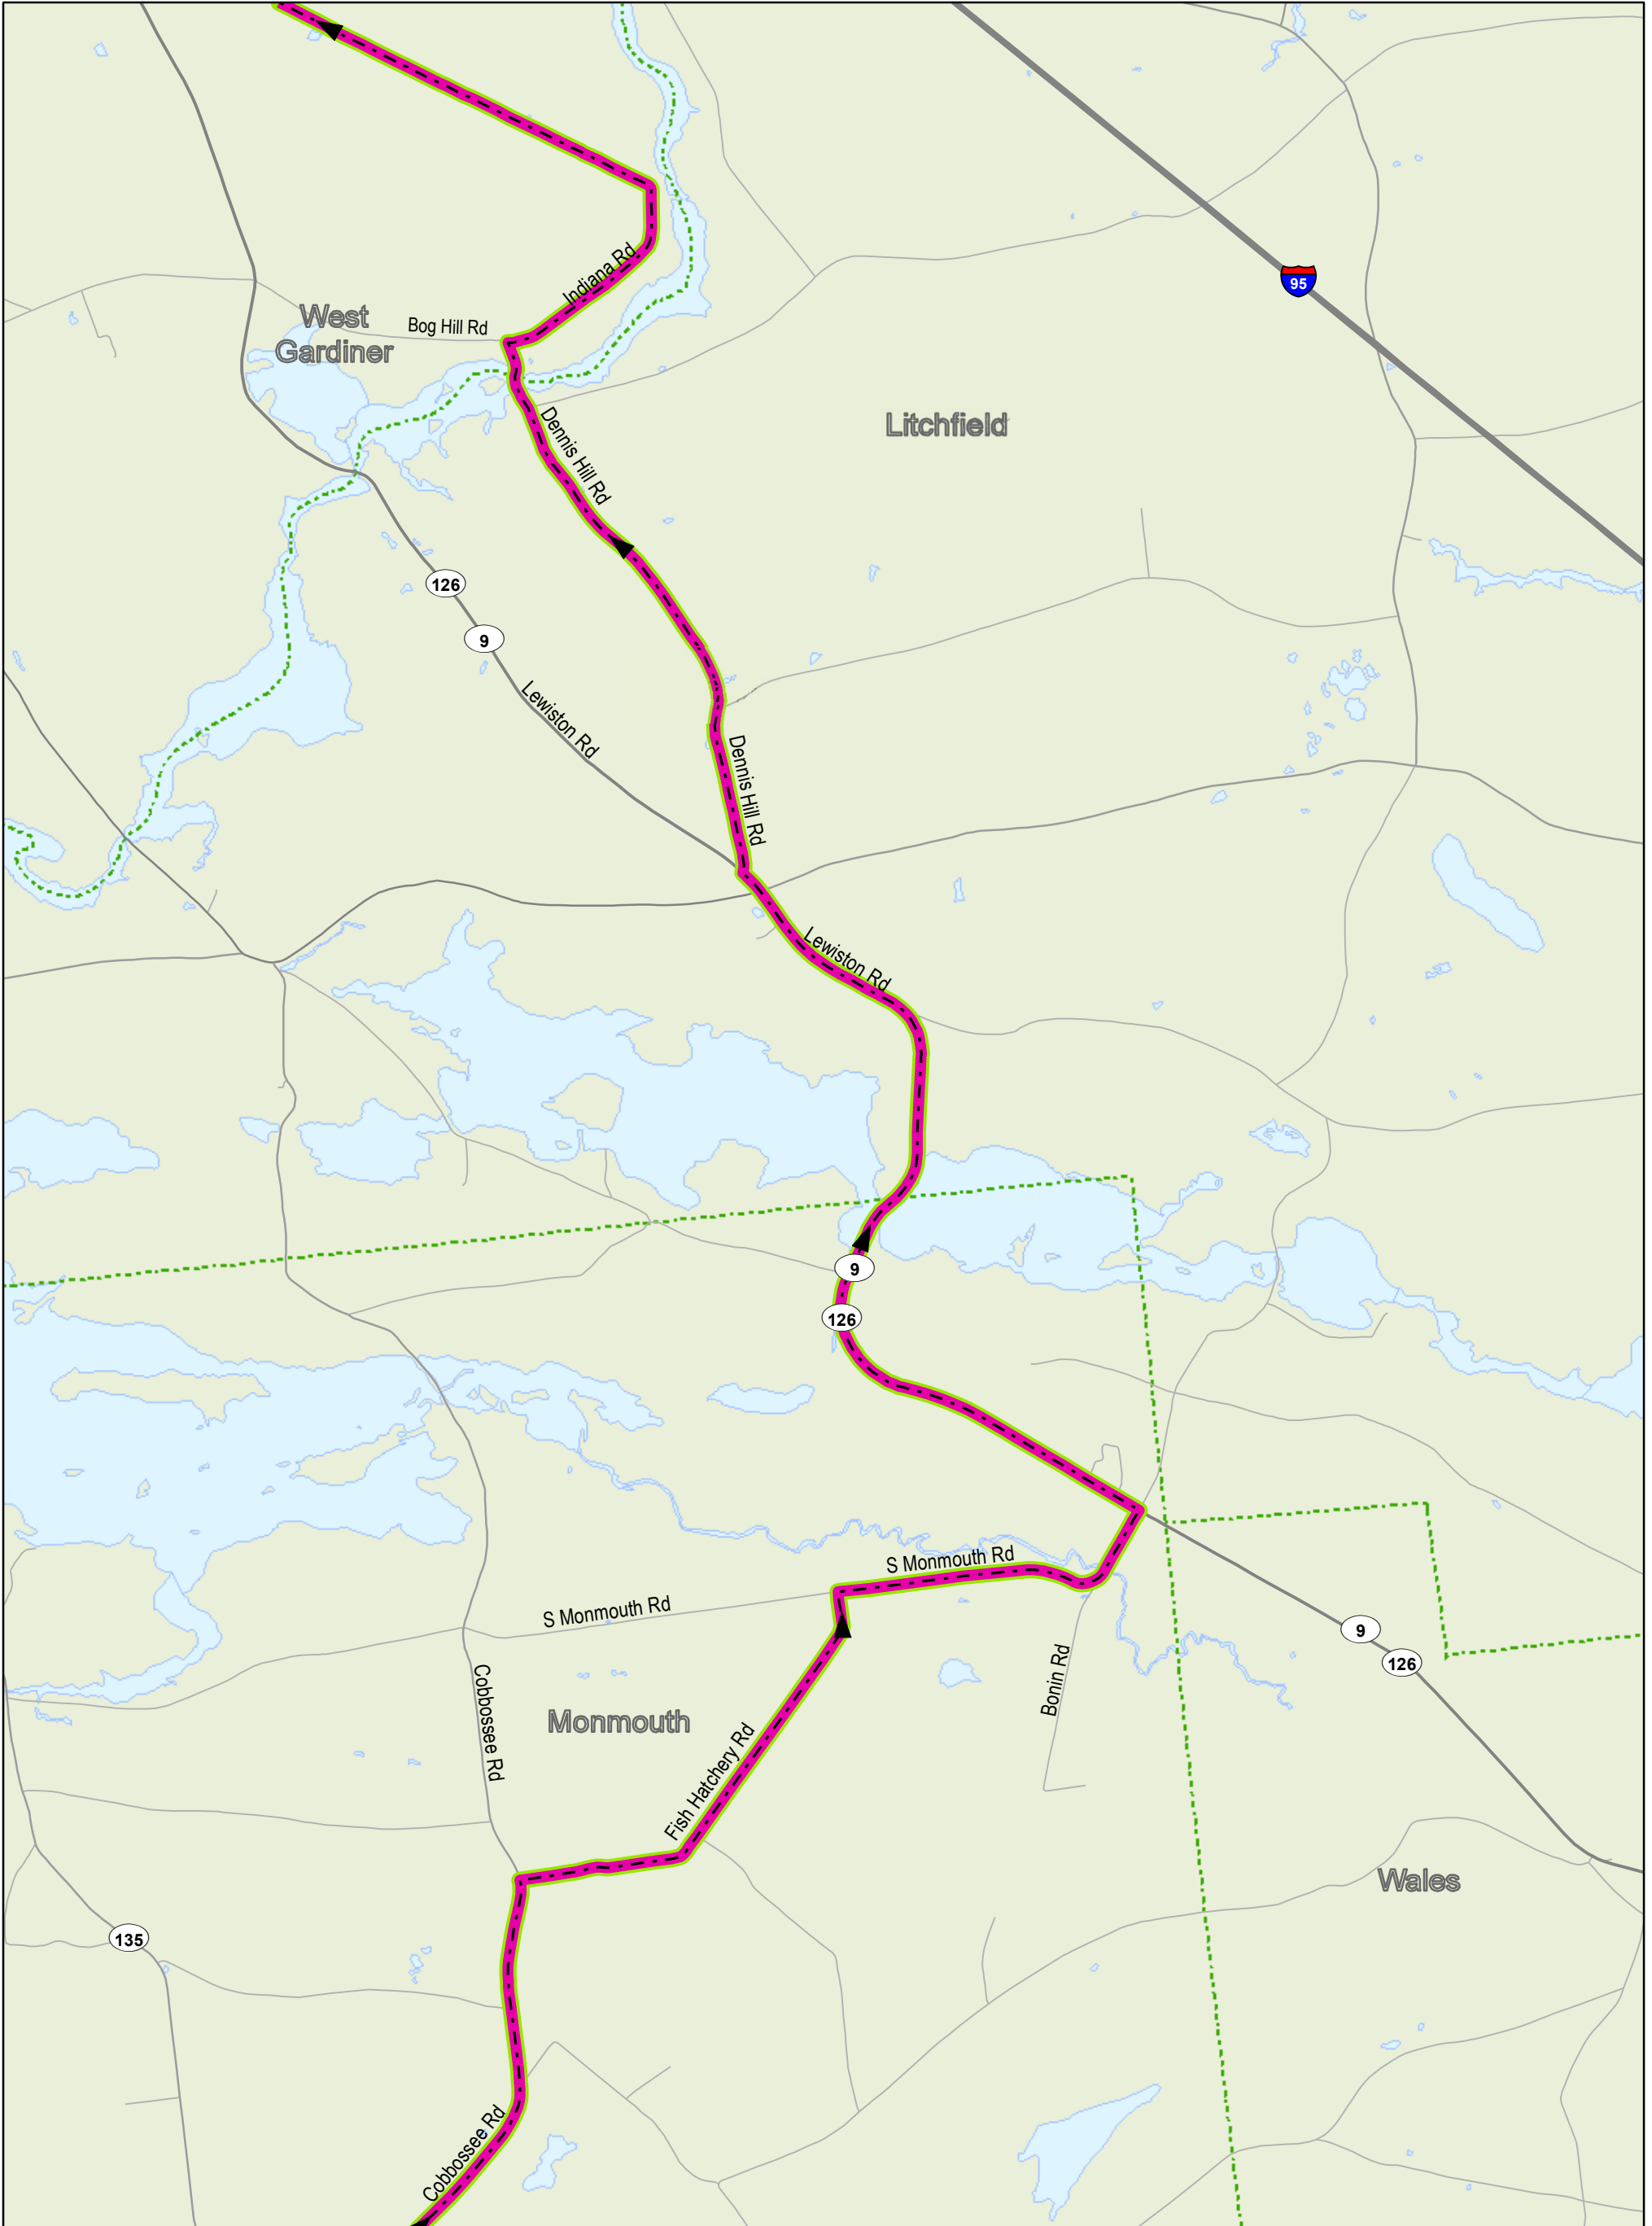 Indiana Rd
95
West
Gardiner
Bog Hill Rd
Litchfield
Dennis Hill Rd
126
9
Lewiston Rd
Dennis Hill Rd
Lewiston Rd
9
126
S Monmouth Rd
S Monmouth Rd
9
126
Bonin Rd
Cobbossee Rd
Monmouth
Fish Hatchery Rd
Wales
135
Cobbossee Rd